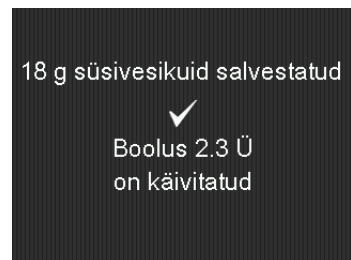 18 g süsivesikuid salvestatud
Boolus 2.3 Ü
on käivitatud